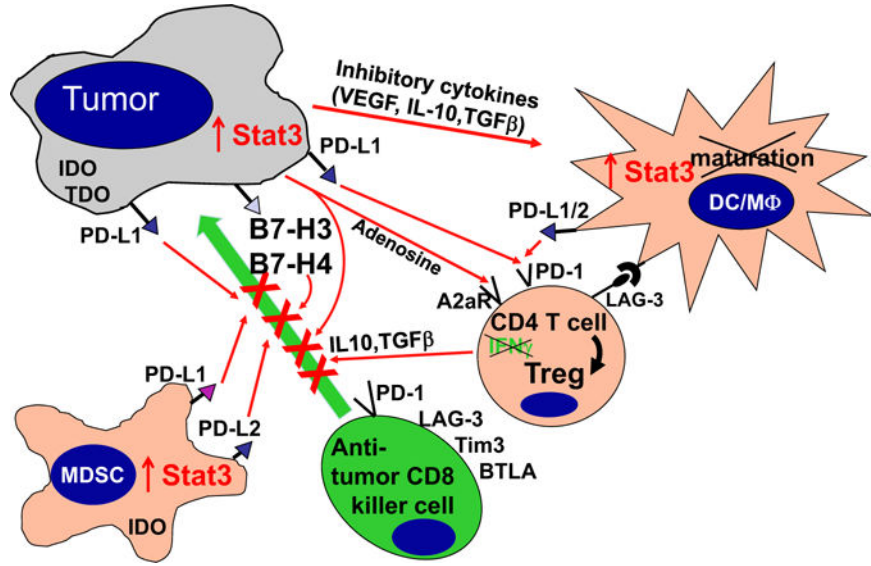 Tumor
Stat3
IDO
TDO
PD-L1
PD-L1
Inhibitory cytokines
(VEGF, IL-10,TGFβ)
Stat3
maturation
DC/MΦ
PD-L1/2
B7-H3
B7-H4
Adenosine
A2aR
PD-1
LAG-3
CD4 T cell
IFNγ
Treg
IL10,TGFβ
PD-L1
PD-L2
MDSC
Stat3
IDO
PD-1
LAG-3
Tim3
BTLA
Anti-
tumor CD8
killer cell